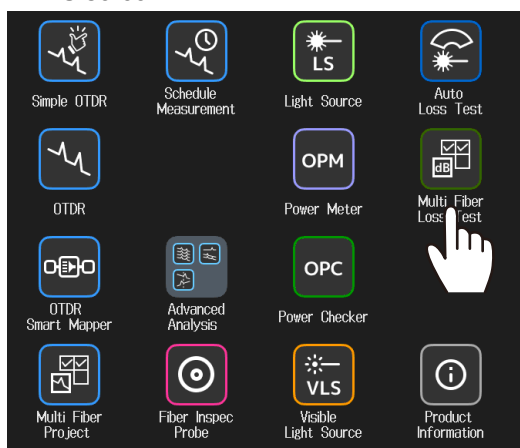 Simple OTDR
Schedule
Measurement
LS
Light Source
Auto
Loss Test
OTDR
OPM
Power Meter
dB
Multi Fiber
Loss Test
OTDR
Smart Mapper
Advanced
Analysis
OPC
Power Checker
Multi Fiber
Project
Fiber Inspec
Probe
VLS
Visible
Light Source
Product
Information